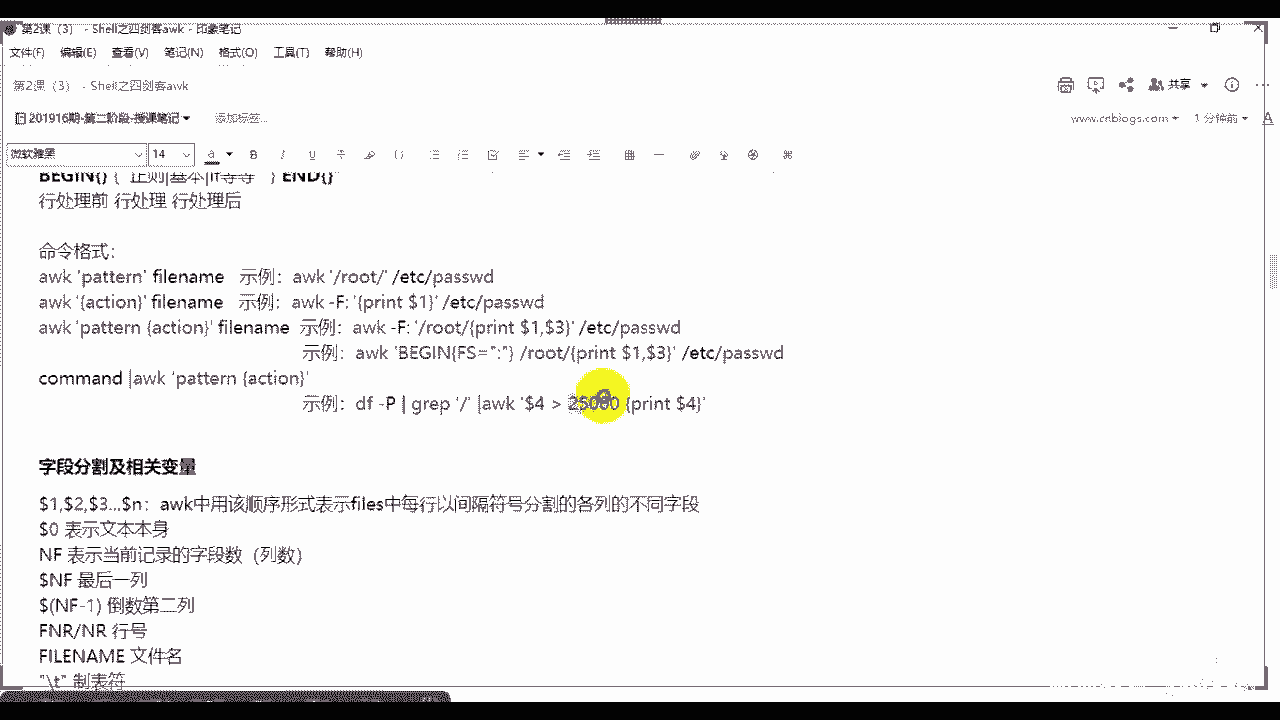 第2课（3） - Shell之四剑客awk - 印象笔记
文件(F) 编辑(E) 查看(V) 笔记(N) 格式(O) 工具(T) 帮助(H)
第2课（3） - Shell之四剑客awk
共享
201916期-第二阶段-授课笔记
添加标签...
www.cnblogs.com
1 分钟前
微软雅黑 14 a B I U
BEGIN{} { 正则|基本|if等等 } END{}"
行处理前 行处理 行处理后
命令格式：
awk 'pattern' filename 示例：awk '/root/' /etc/passwd
awk '{action}' filename 示例：awk -F: '{print $1}' /etc/passwd
awk 'pattern {action}' filename 示例：awk -F: '/root/{print $1,$3}' /etc/passwd
示例：awk 'BEGIN{FS=":"} /root/{print $1,$3}' /etc/passwd
command |awk 'pattern {action}'
示例：df -P | grep '/' |awk '$4 > 25000 {print $4}'
字段分割及相关变量
$1,$2,$3...$n：awk中用该顺序形式表示files中每行以间隔符号分割的各列的不同字段
$0 表示文本本身
NF 表示当前记录的字段数（列数）
$NF 最后一列
$(NF-1) 倒数第二列
FNR/NR 行号
FILENAME 文件名
"\t" 制表符